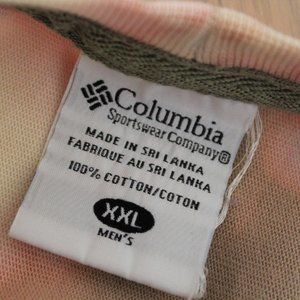 Columbia
Sportswear Company®
MADE IN SRI LANKA
FABRIQUE AU SRI LANKA
100% COTTON/COTON
XXL
MEN'S